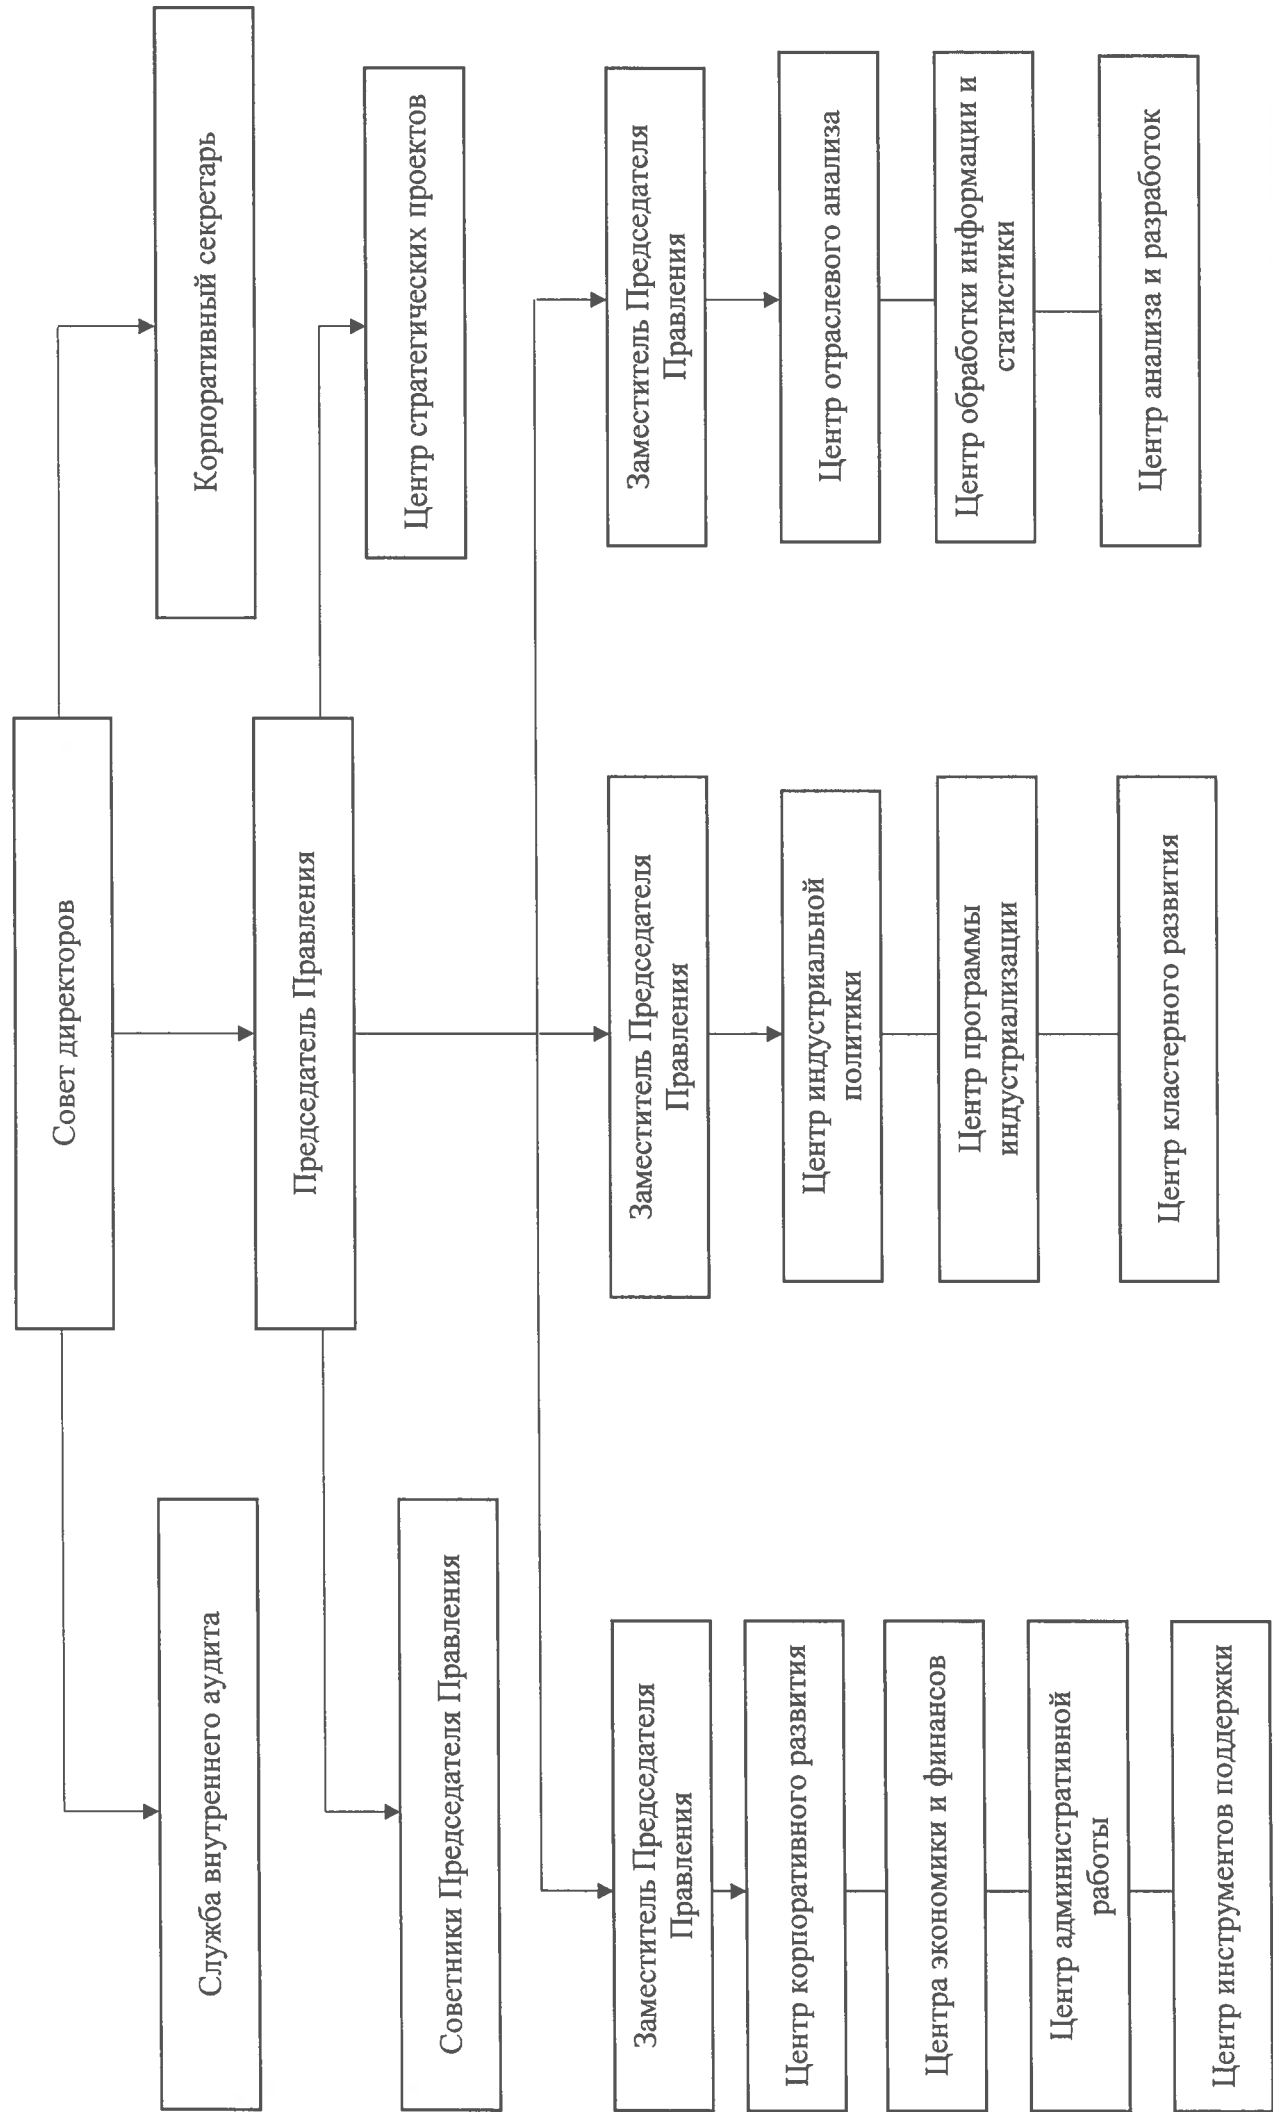 Совет директоров
Служба внутреннего аудита
Корпоративный секретарь
Председатель Правления
Советники Председателя Правления
Центр стратегических проектов
Заместитель Председателя
Правления
Центр корпоративного развития
Центра экономики и финансов
Центр административной
работы
Центр инструментов поддержки
Заместитель Председателя
Правления
Центр индустриальной
политики
Центр программы
индустриализации
Центр кластерного развития
Заместитель Председателя
Правления
Центр отраслевого анализа
Центр обработки информации и
статистики
Центр анализа и разработок